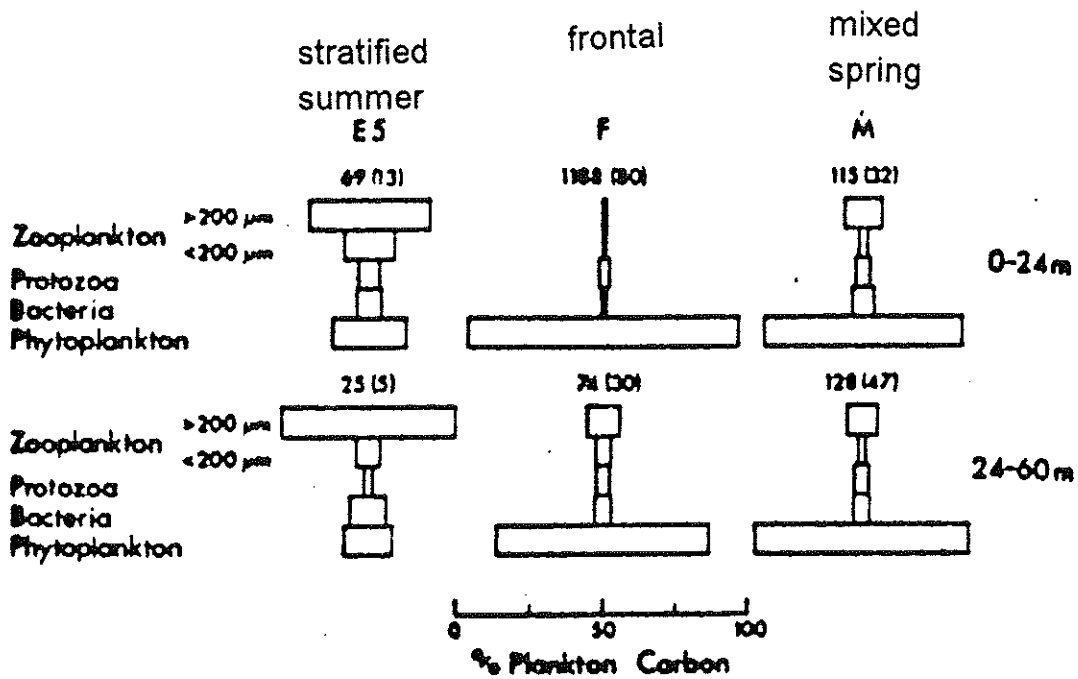 stratified summer
frontal
mixed spring
E5
F
M
69 (13)
1188 (80)
115 (32)
Zooplankton
>200 µm
<200 µm
Protozoa
Bacteria
Phytoplankton
0-24m
25 (5)
74 (30)
128 (47)
Zooplankton
>200 µm
<200 µm
Protozoa
Bacteria
Phytoplankton
24-60m
0
50
100
% Plankton Carbon